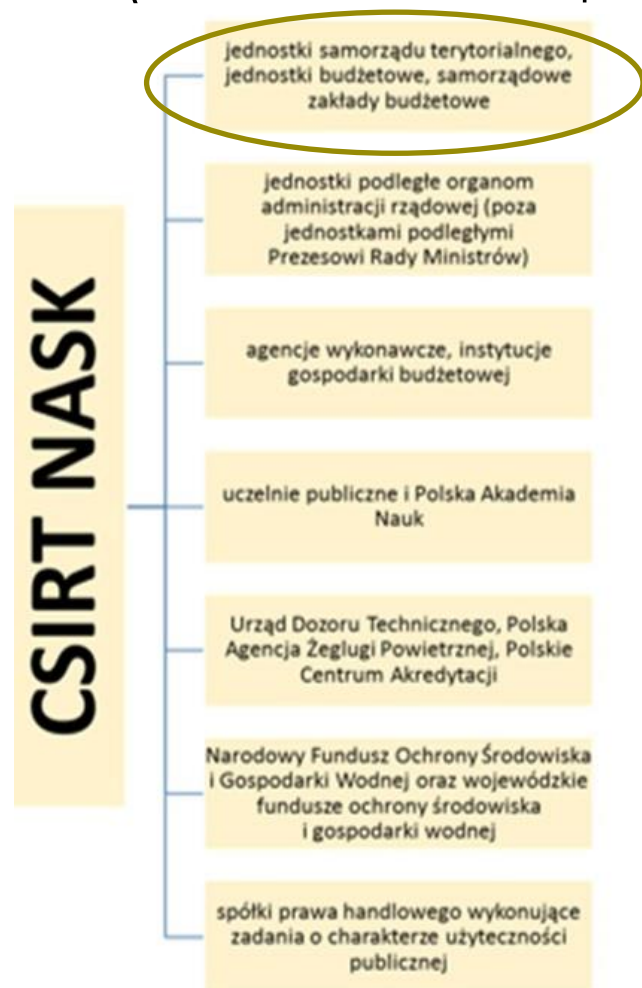 CSIRT NASK
jednostki samorządu terytorialnego,
jednostki budżetowe, samorządowe
zakłady budżetowe
jednostki podległe organom
administracji rządowej (poza
jednostkami podległymi
Prezesowi Rady Ministrów)
agencje wykonawcze, instytucje
gospodarki budżetowej
uczelnie publiczne i Polska Akademia
Nauk
Urząd Dozoru Technicznego, Polska
Agencja Żeglugi Powietrznej, Polskie
Centrum Akredytacji
Narodowy Fundusz Ochrony Środowiska
i Gospodarki Wodnej oraz wojewódzkie
fundusze ochrony środowiska
i gospodarki wodnej
spółki prawa handlowego wykonujące
zadania o charakterze użyteczności
publicznej